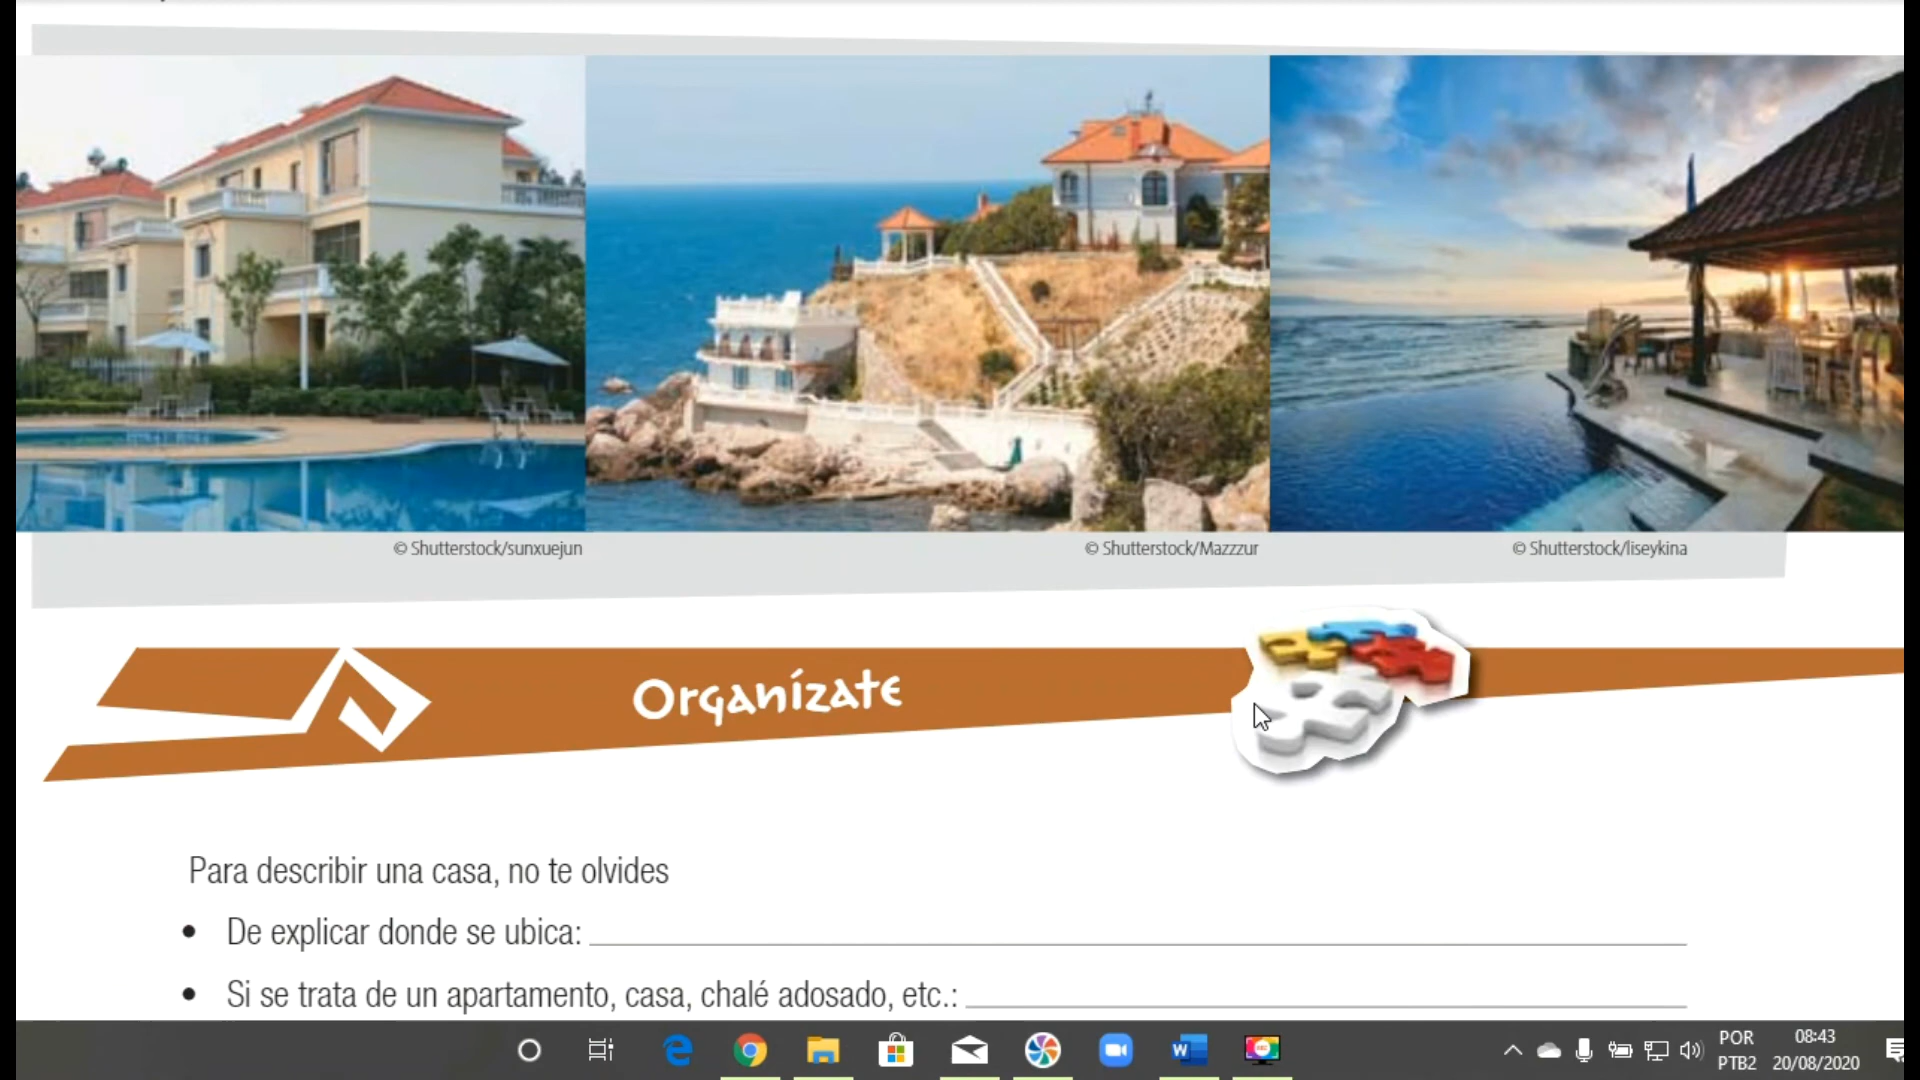 © Shutterstock/sunxuejun
© Shutterstock/Mazzzur
© Shutterstock/liseykina
Organízate
Para describir una casa, no te olvides
• De explicar donde se ubica:
• Si se trata de un apartamento, casa, chalé adosado, etc.:
POR
PTB2
08:43
20/08/2020